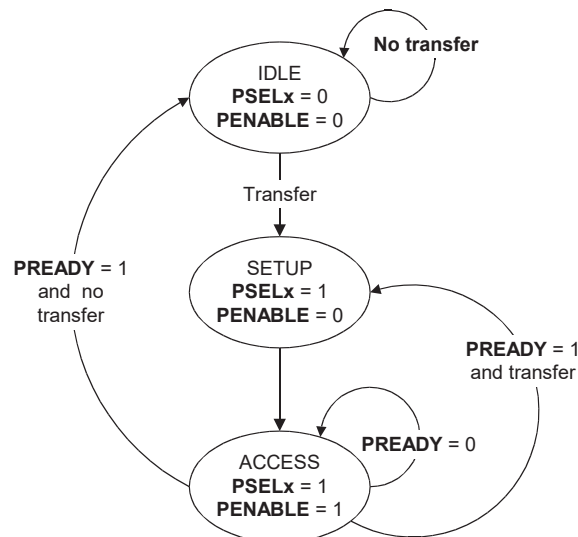 No transfer
IDLE
PSELx = 0
PENABLE = 0
Transfer
SETUP
PSELx = 1
PENABLE = 0
PREADY = 1
and no
transfer
PREADY = 1
and transfer
PREADY = 0
ACCESS
PSELx = 1
PENABLE = 1